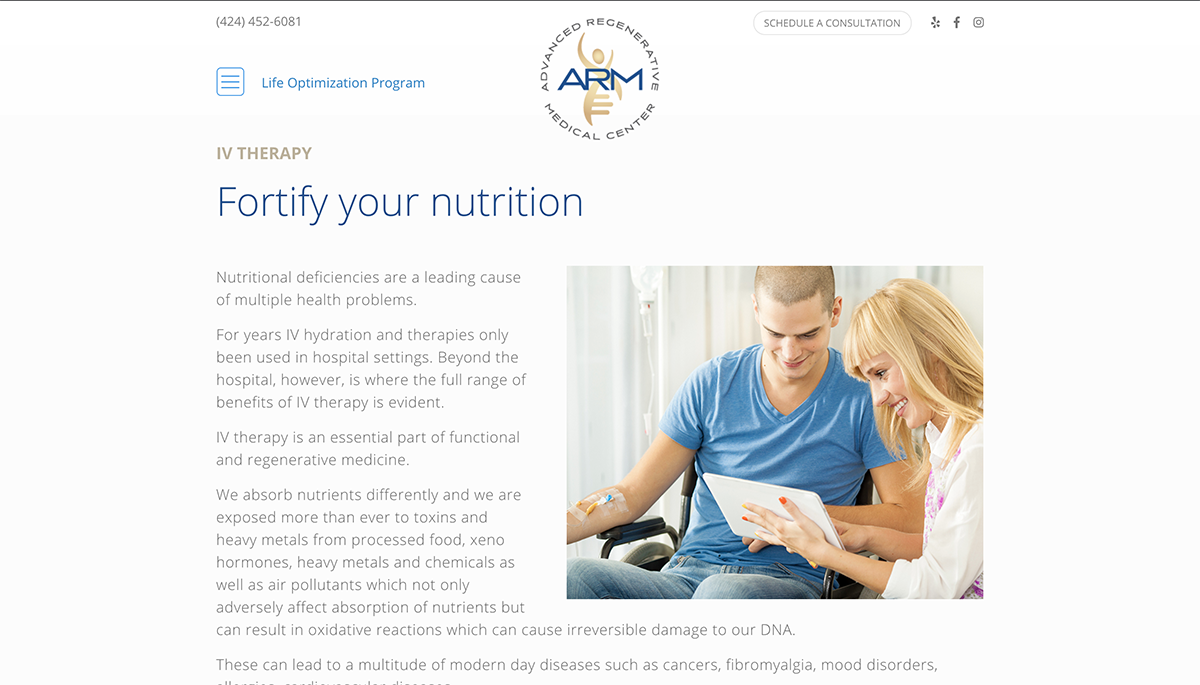 (424) 452-6081
SCHEDULE A CONSULTATION
ADVANCED REGENERATIVE
ARM
MEDICAL CENTER
Life Optimization Program
IV THERAPY
Fortify your nutrition
Nutritional deficiencies are a leading cause
of multiple health problems.
For years IV hydration and therapies only
been used in hospital settings. Beyond the
hospital, however, is where the full range of
benefits of IV therapy is evident.
IV therapy is an essential part of functional
and regenerative medicine.
We absorb nutrients differently and we are
exposed more than ever to toxins and
heavy metals from processed food, xeno
hormones, heavy metals and chemicals as
well as air pollutants which not only
adversely affect absorption of nutrients but
can result in oxidative reactions which can cause irreversible damage to our DNA.
These can lead to a multitude of modern day diseases such as cancers, fibromyalgia, mood disorders,
allergies, cardiovascular diseases